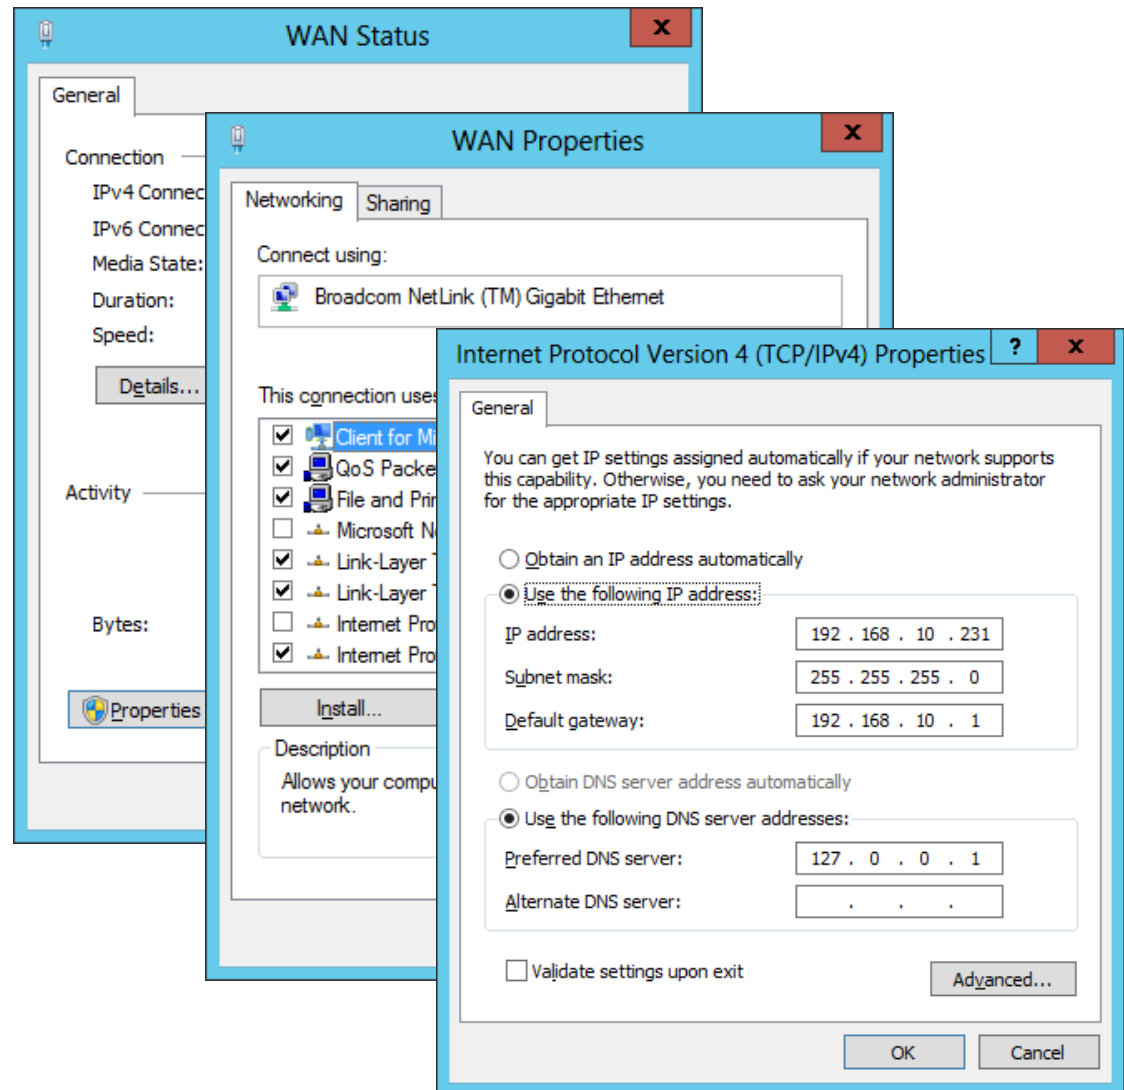 WAN Status
x
General
Connection
IPv4 Connec
IPv6 Connec
Media State:
Duration:
Speed:
Details...
Activity
Bytes:
Properties
WAN Properties
x
Networking
Sharing
Connect using:
Broadcom NetLink (TM) Gigabit Ethernet
This connection uses
Client for Mi
QoS Packe
File and Prin
Microsoft Ne
Link-Layer T
Link-Layer T
Internet Pro
Internet Pro
Install...
Description
Allows your compu
network.
Internet Protocol Version 4 (TCP/IPv4) Properties
?
x
General
You can get IP settings assigned automatically if your network supports
this capability. Otherwise, you need to ask your network administrator
for the appropriate IP settings.
Obtain an IP address automatically
Use the following IP address:
IP address:
192 . 168 . 10 . 231
Subnet mask:
255 . 255 . 255 . 0
Default gateway:
192 . 168 . 10 . 1
Obtain DNS server address automatically
Use the following DNS server addresses:
Preferred DNS server:
127 . 0 . 0 . 1
Alternate DNS server:
. . .
Validate settings upon exit
Advanced...
OK
Cancel